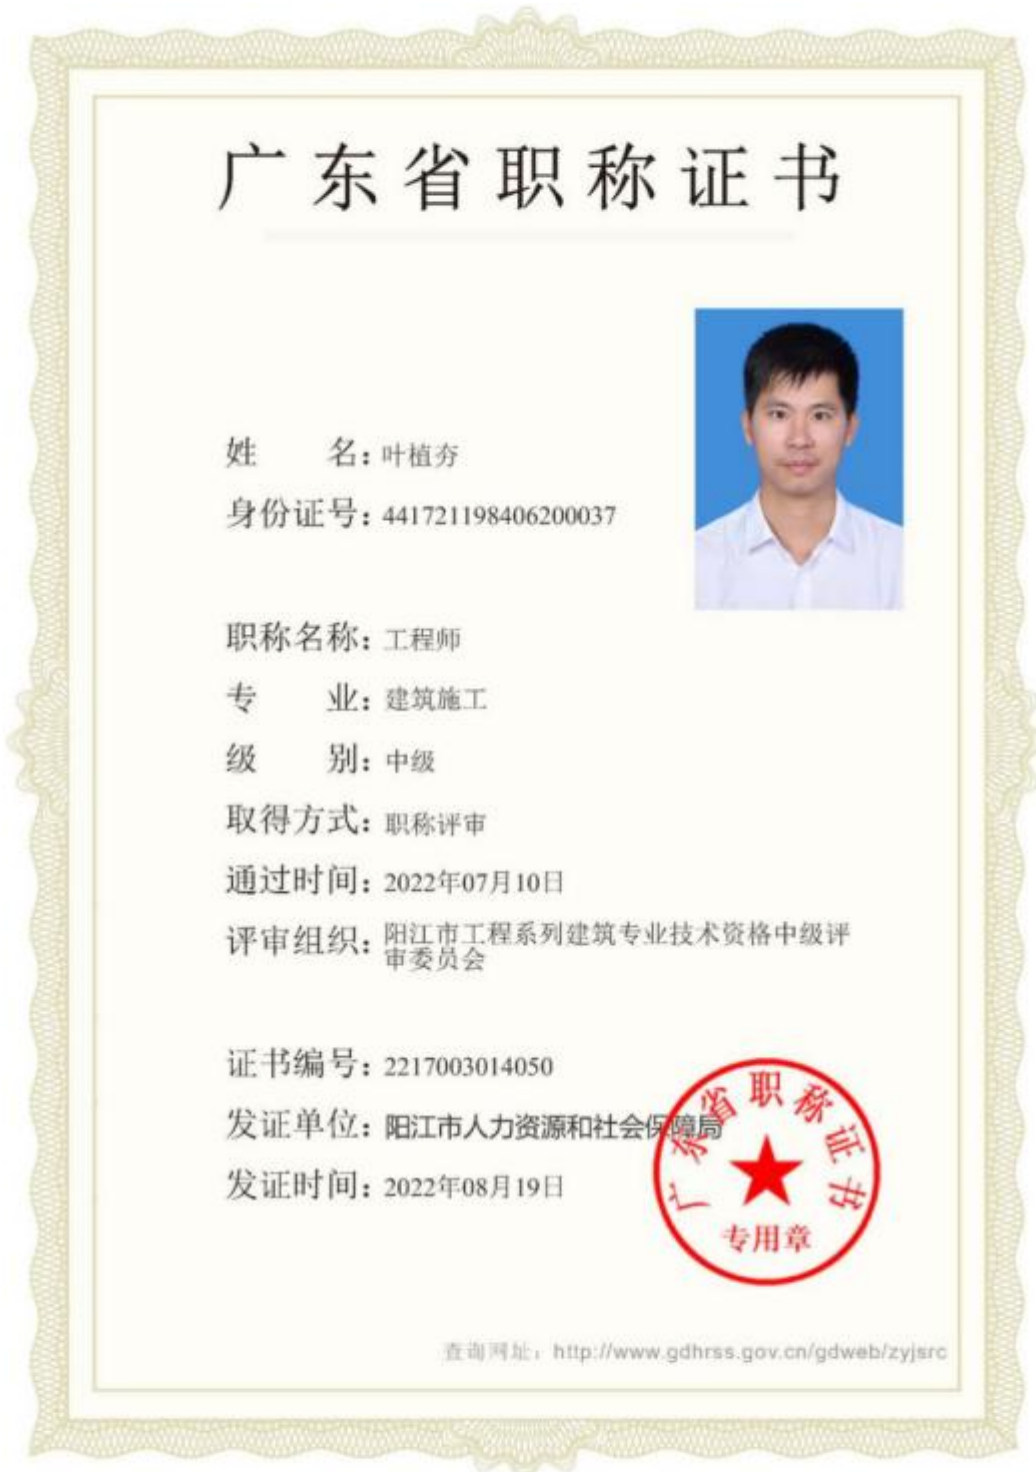 广东省职称证书
姓 名：叶植夯
身份证号：441721198406200037
职称名称：工程师
专 业：建筑施工
级 别：中级
取得方式：职称评审
通过时间：2022年07月10日
评审组织：阳江市工程系列建筑专业技术资格中级评
审委员会
证书编号：2217003014050
发证单位：阳江市人力资源和社会保障局
发证时间：2022年08月19日
广东省职称证书
专用章
查询网址：http://www.gdhrss.gov.cn/gdweb/zyjsrc